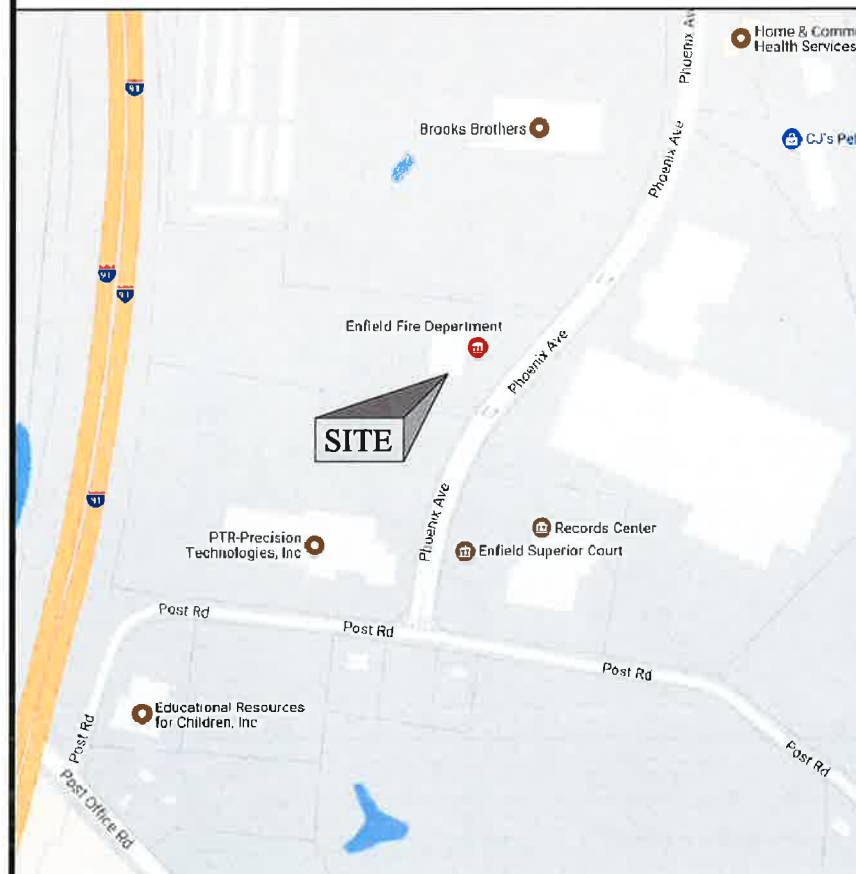 Phoenix Av
Home & Comm
Health Services
91
Brooks Brothers
CJ's Pe
Phoenix Ave
Phoenix Ave
91
91
Enfield Fire Department
Phoenix Ave
SITE
91
Phoenix Ave
Records Center
PTR-Precision
Technologies, Inc
Enfield Superior Court
Post Rd
Post Rd
Post Rd
Educational Resources
for Children, Inc
Post Rd
Post Rd
Post Office Rd